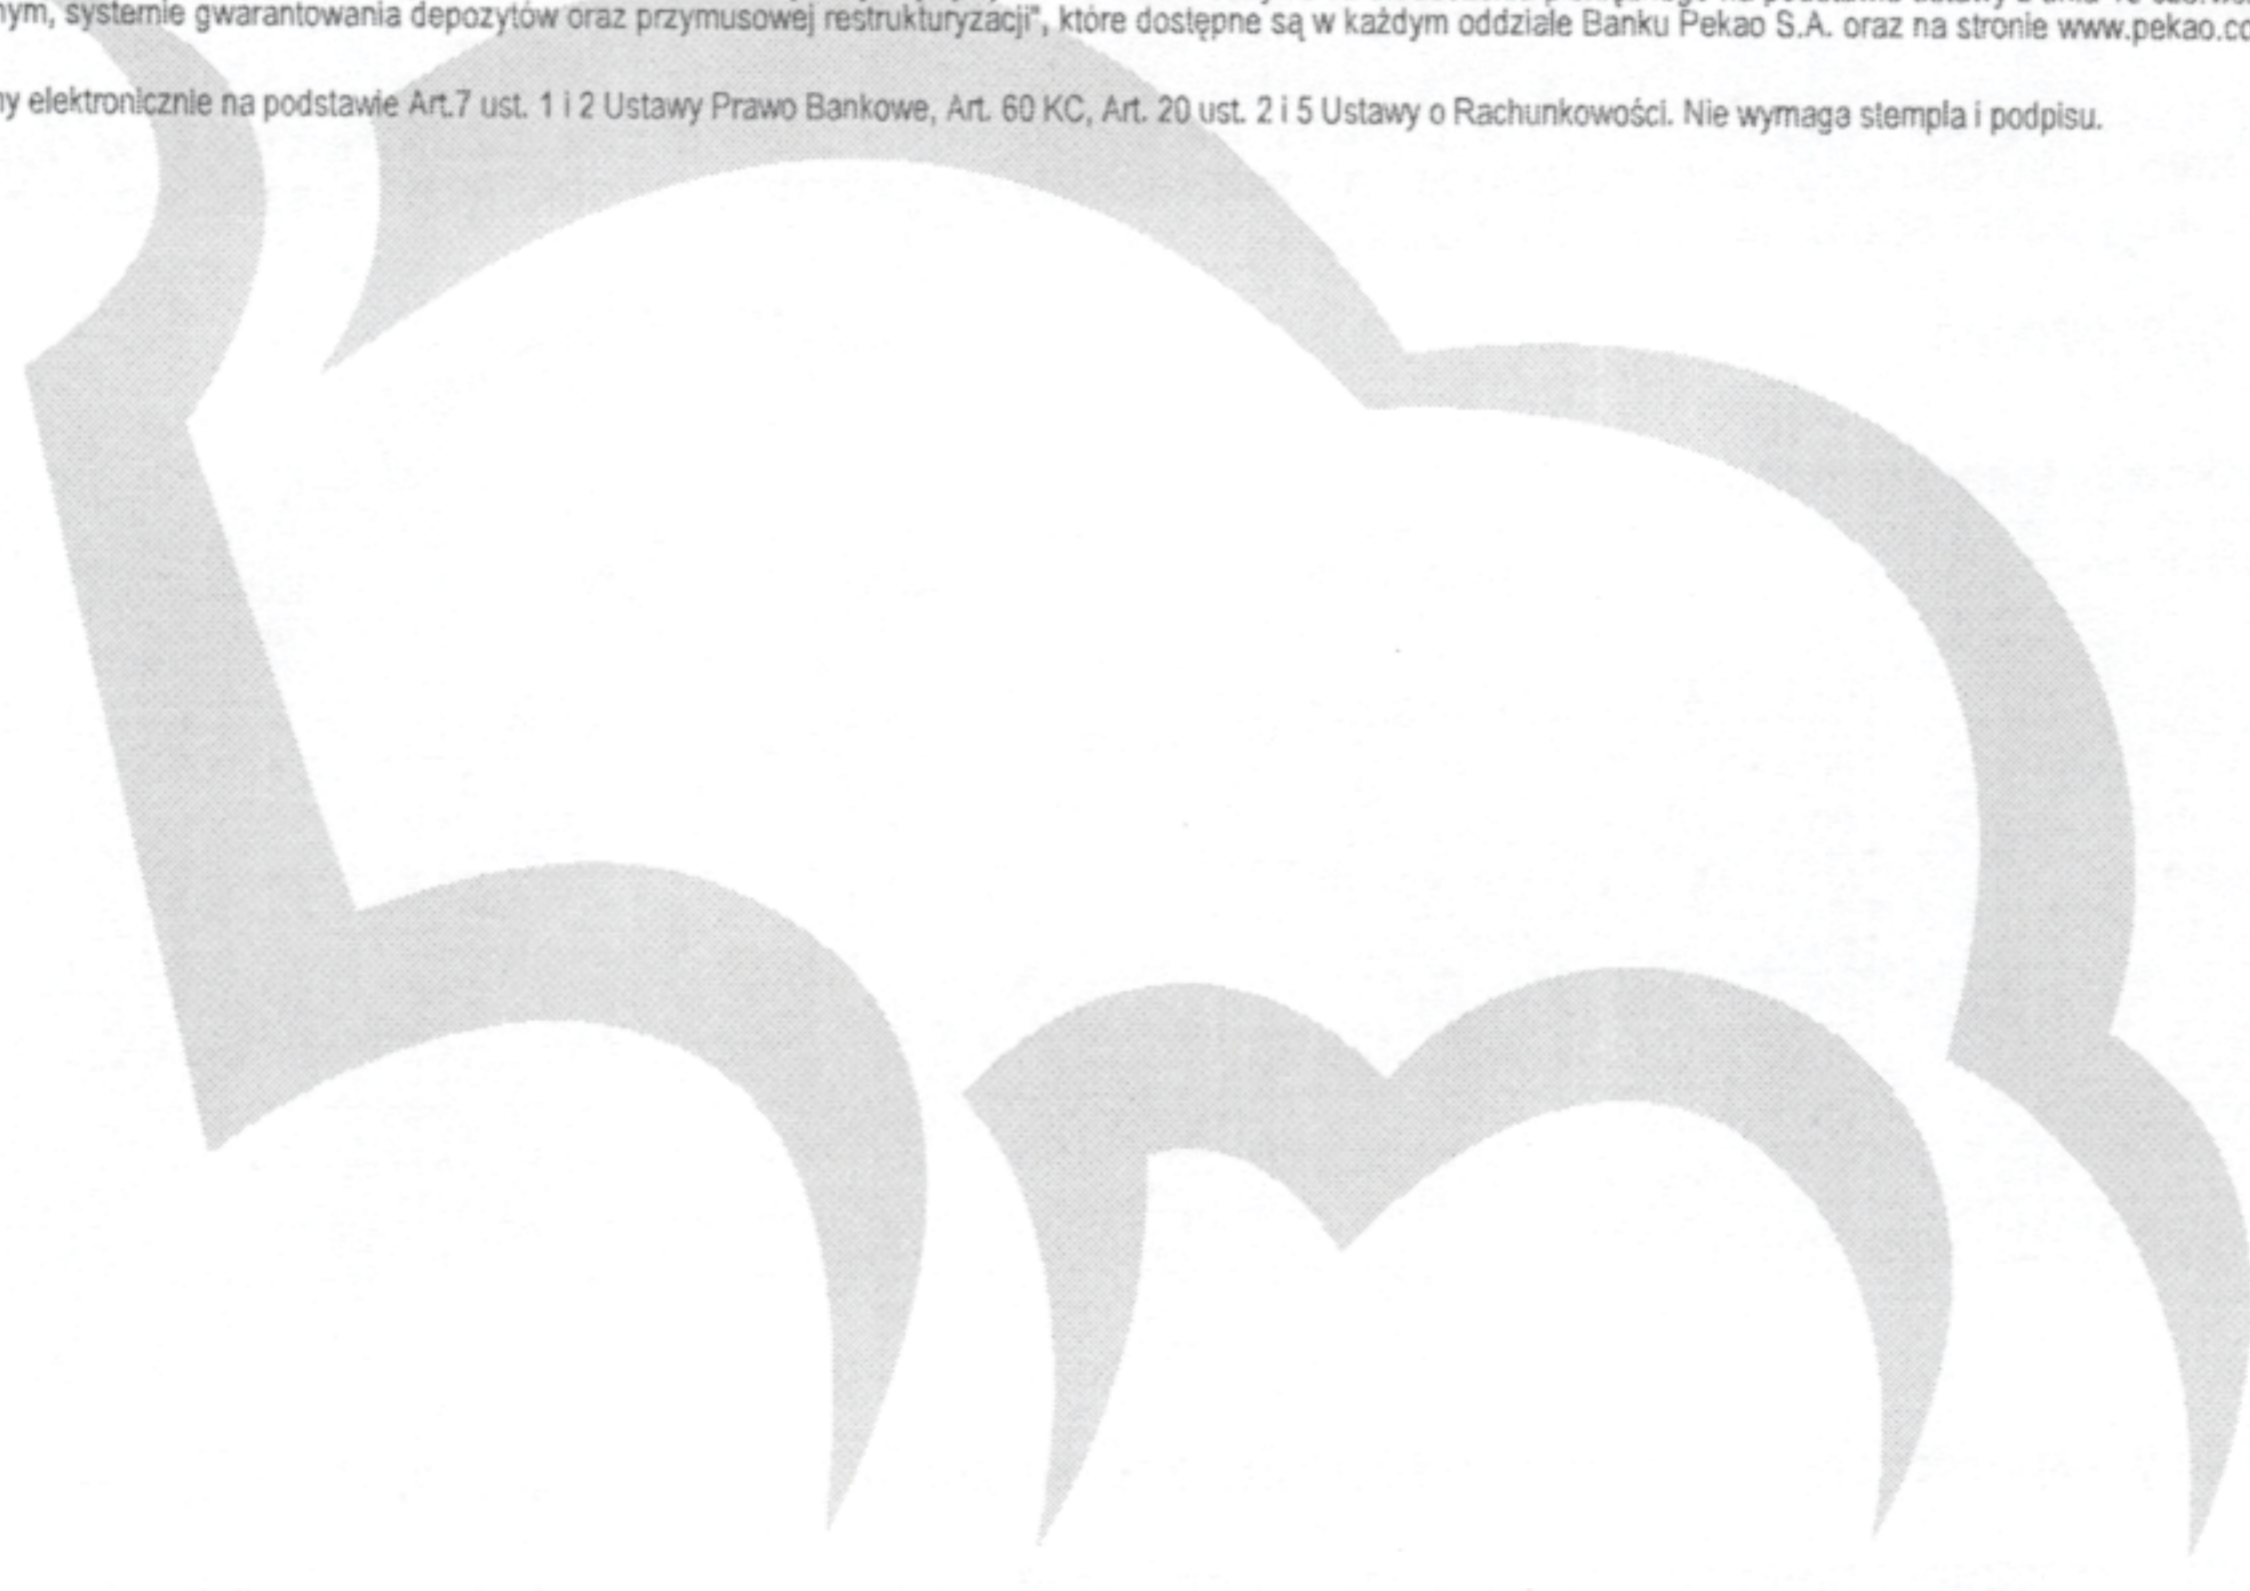 nym, systemie gwarantowania depozytów oraz przymusowej restrukturyzacji", które dostępne są w każdym oddziale Banku Pekao S.A. oraz na stronie www.pekao.co
ny elektronicznie na podstawie Art.7 ust. 1 i 2 Ustawy Prawo Bankowe, Art. 60 KC, Art. 20 ust. 2 i 5 Ustawy o Rachunkowości. Nie wymaga stempla i podpisu.